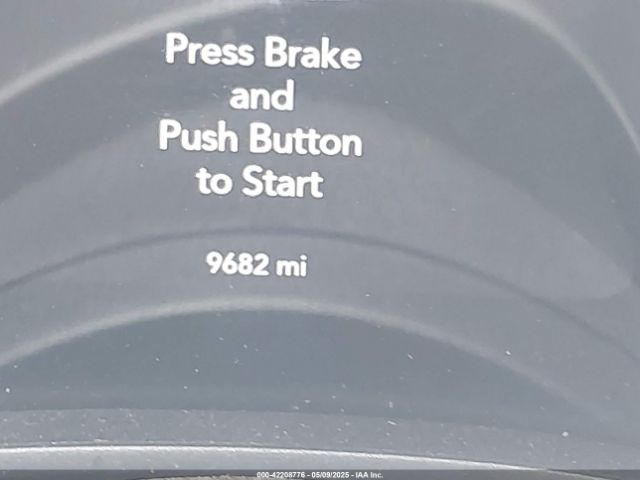 Press Brake
and
Push Button
to Start
9682 mi
000-42208776 - 05/09/2025 - IAA Inc.